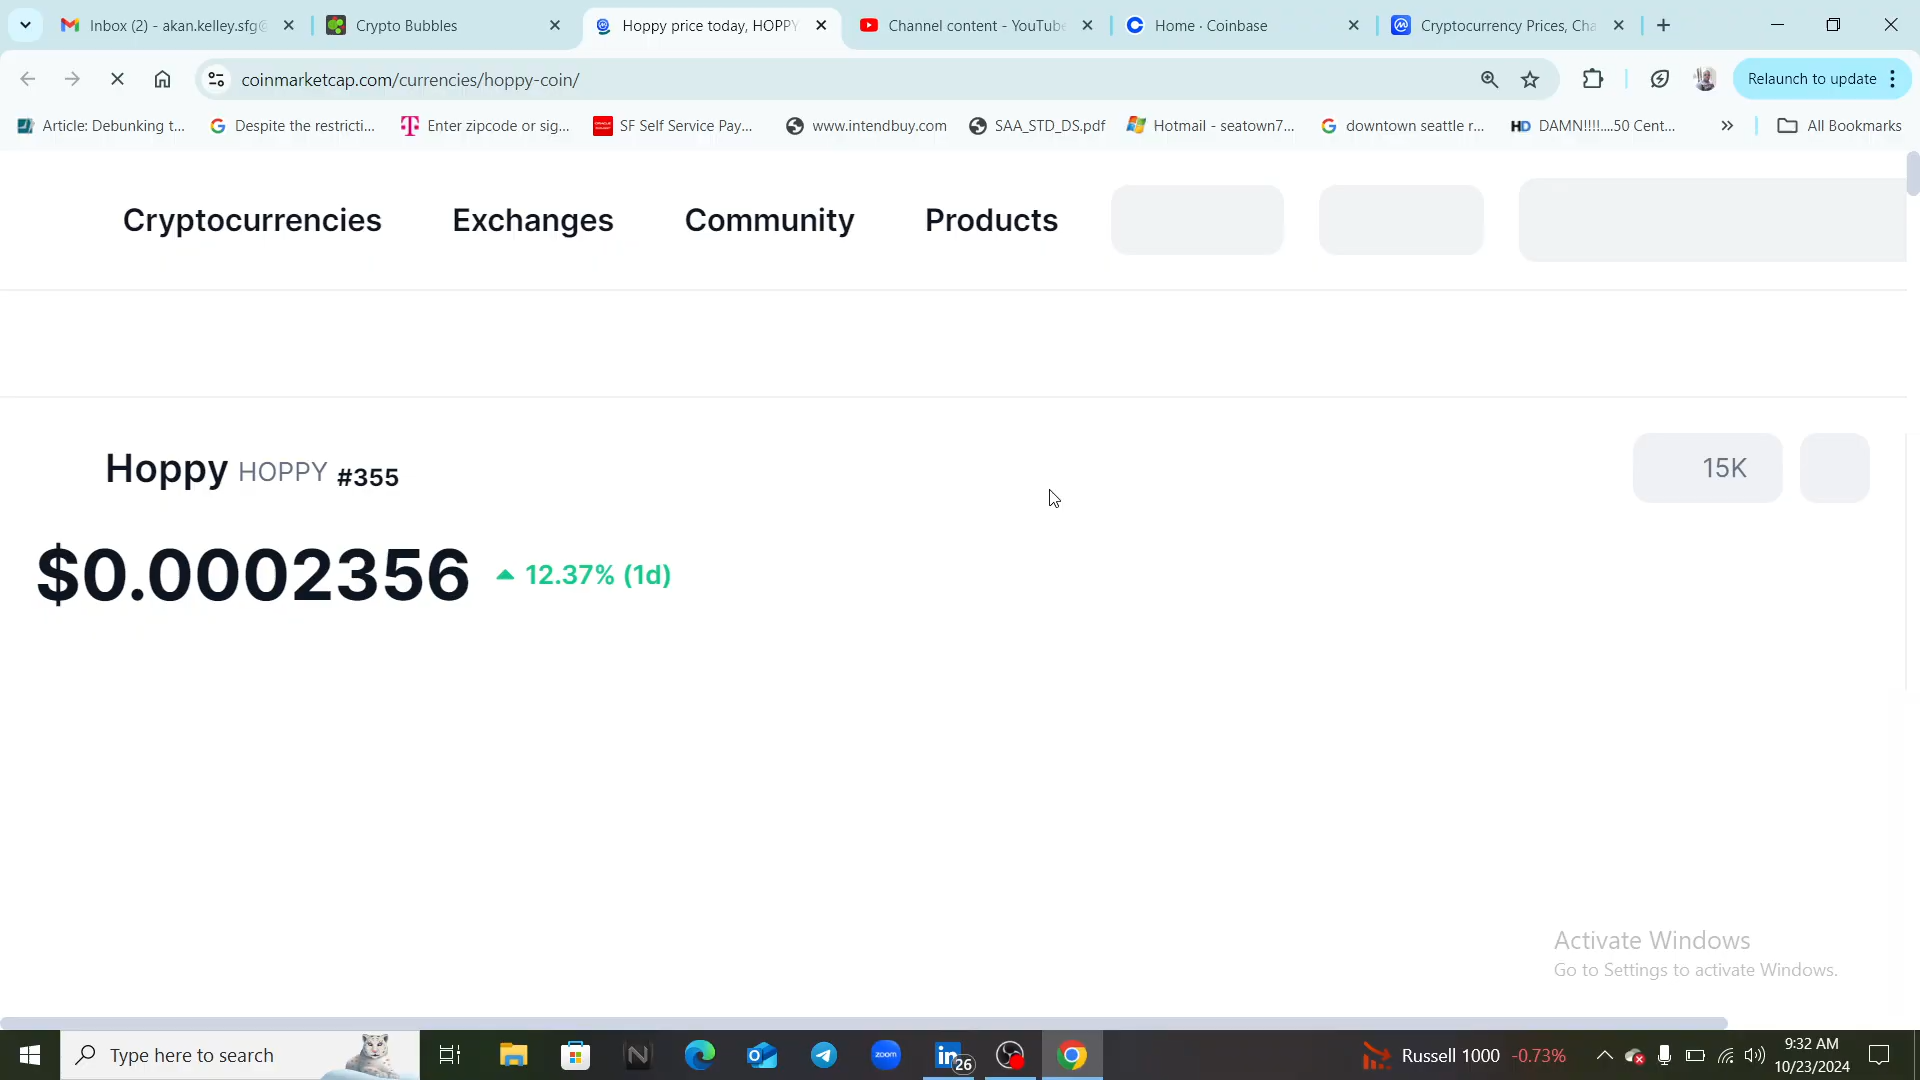 Inbox (2) - akan.kelley.sfg@
Crypto Bubbles
Hoppy price today, HOPPY
Channel content - YouTube
Home · Coinbase
Cryptocurrency Prices, Cha
coinmarketcap.com/currencies/hoppy-coin/
Relaunch to update
Article: Debunking t...
Despite the restricti...
Enter zipcode or sig...
SF Self Service Pay...
www.intendbuy.com
SAA_STD_DS.pdf
Hotmail - seatown7...
downtown seattle r...
HD DAMN!!!!....50 Cent...
All Bookmarks
Cryptocurrencies
Exchanges
Community
Products
Hoppy HOPPY #355
15K
$0.0002356
12.37% (1d)
Activate Windows
Go to Settings to activate Windows.
Type here to search
zoom
26
Russell 1000 -0.73%
9:32 AM
10/23/2024